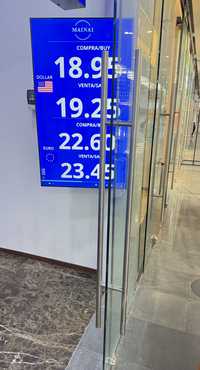 MAINAI
COMPRA/BUY
18.95
DOLLAR
VENTA/SA
19.25
COMPRA/
22.60
EURO
VENTA/SA
23.45